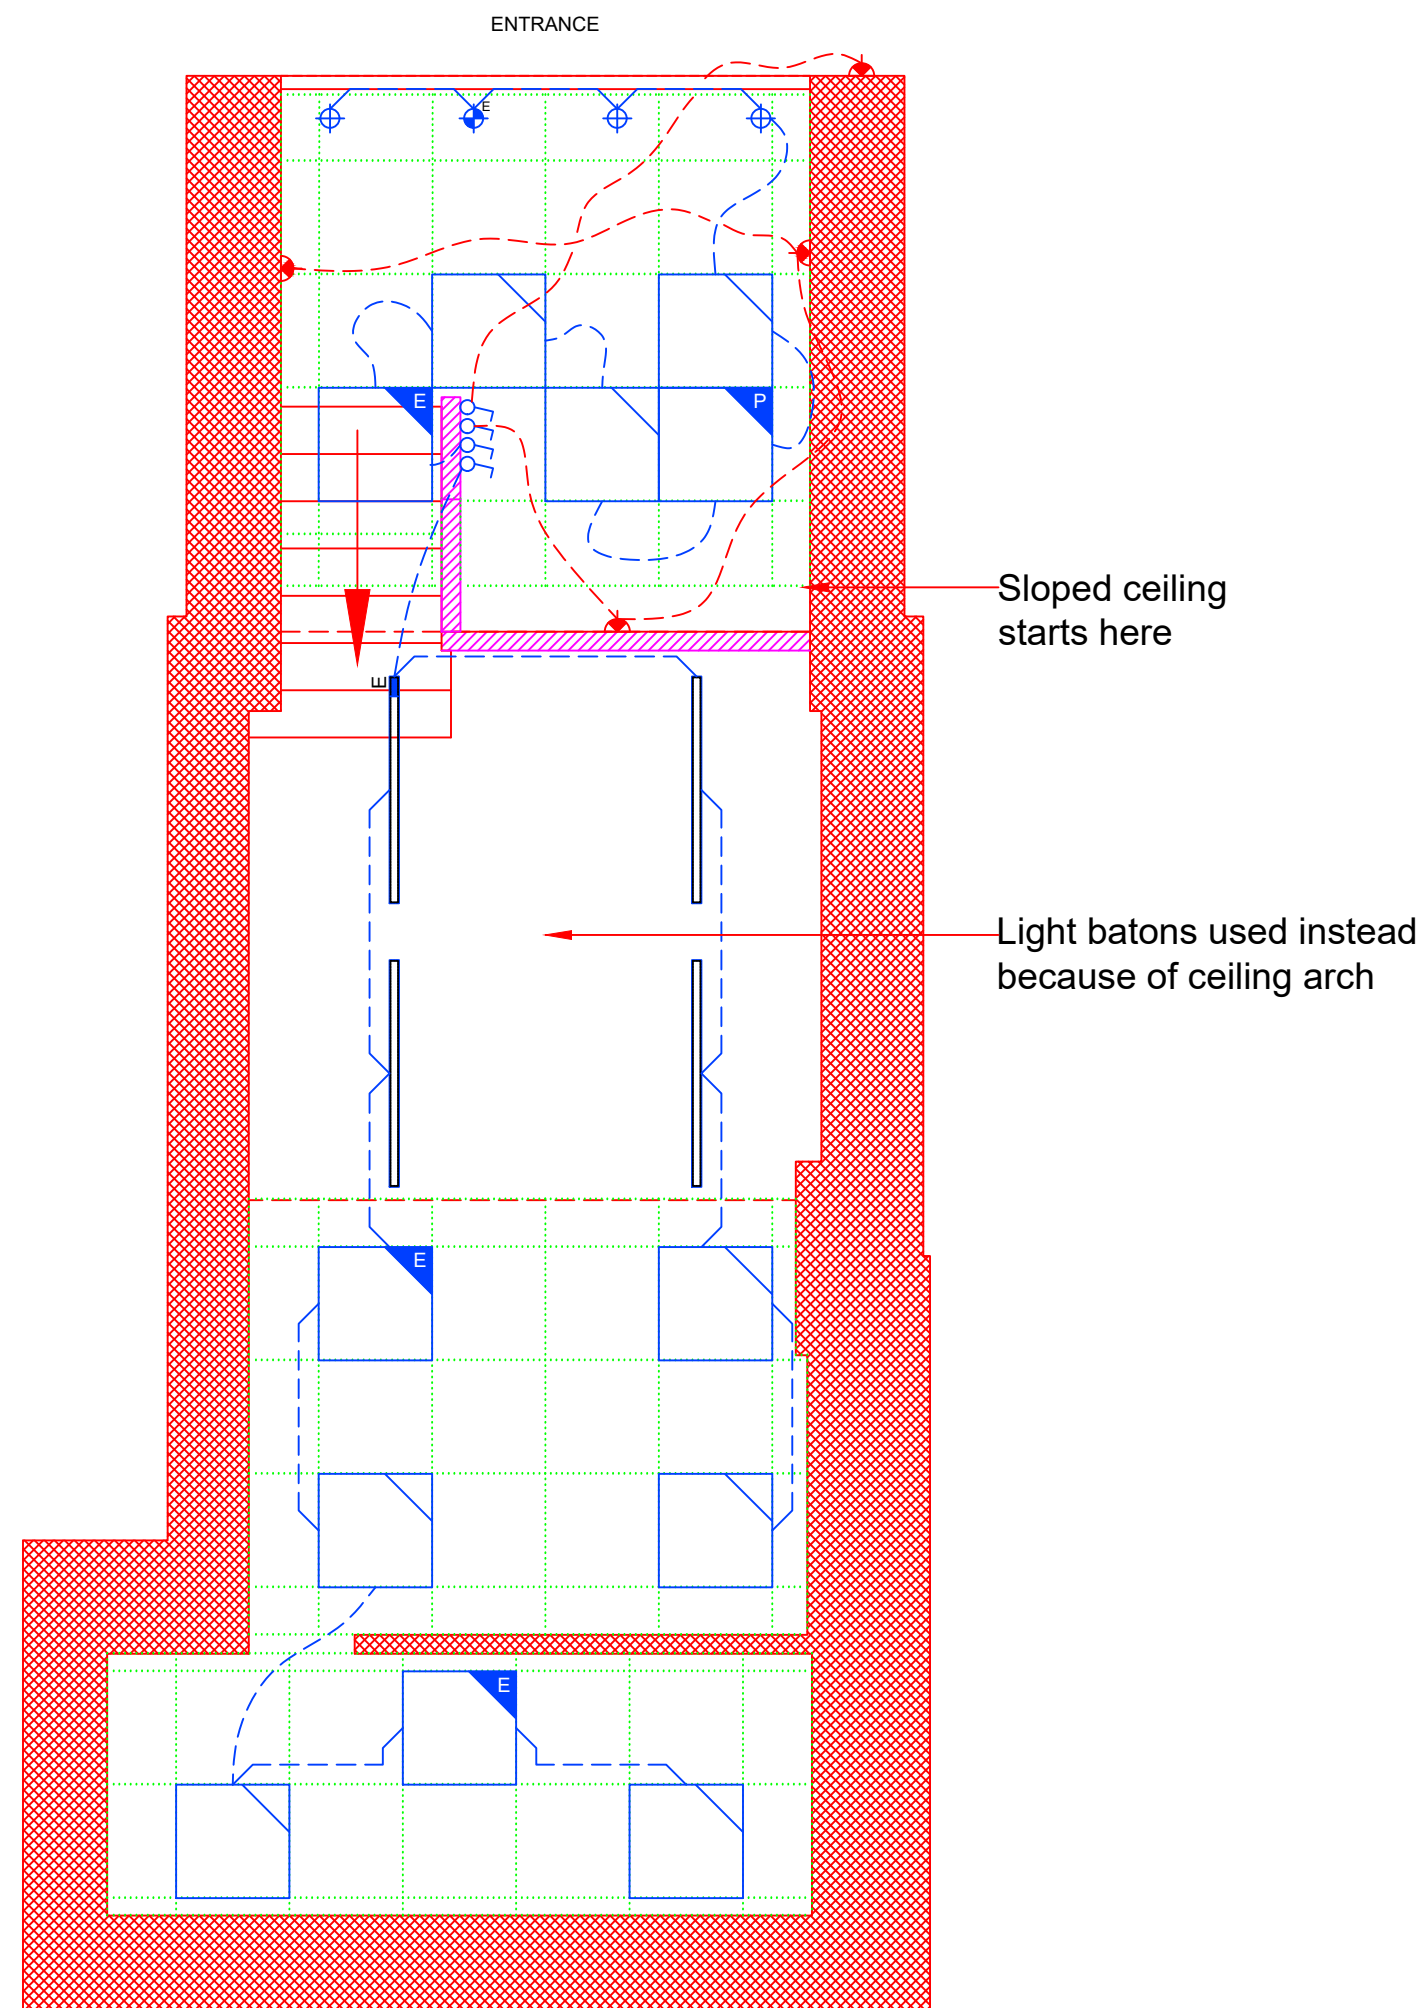 ENTRANCE
E
E
P
Sloped ceiling
starts here
E
Light batons used instead
because of ceiling arch
E
E